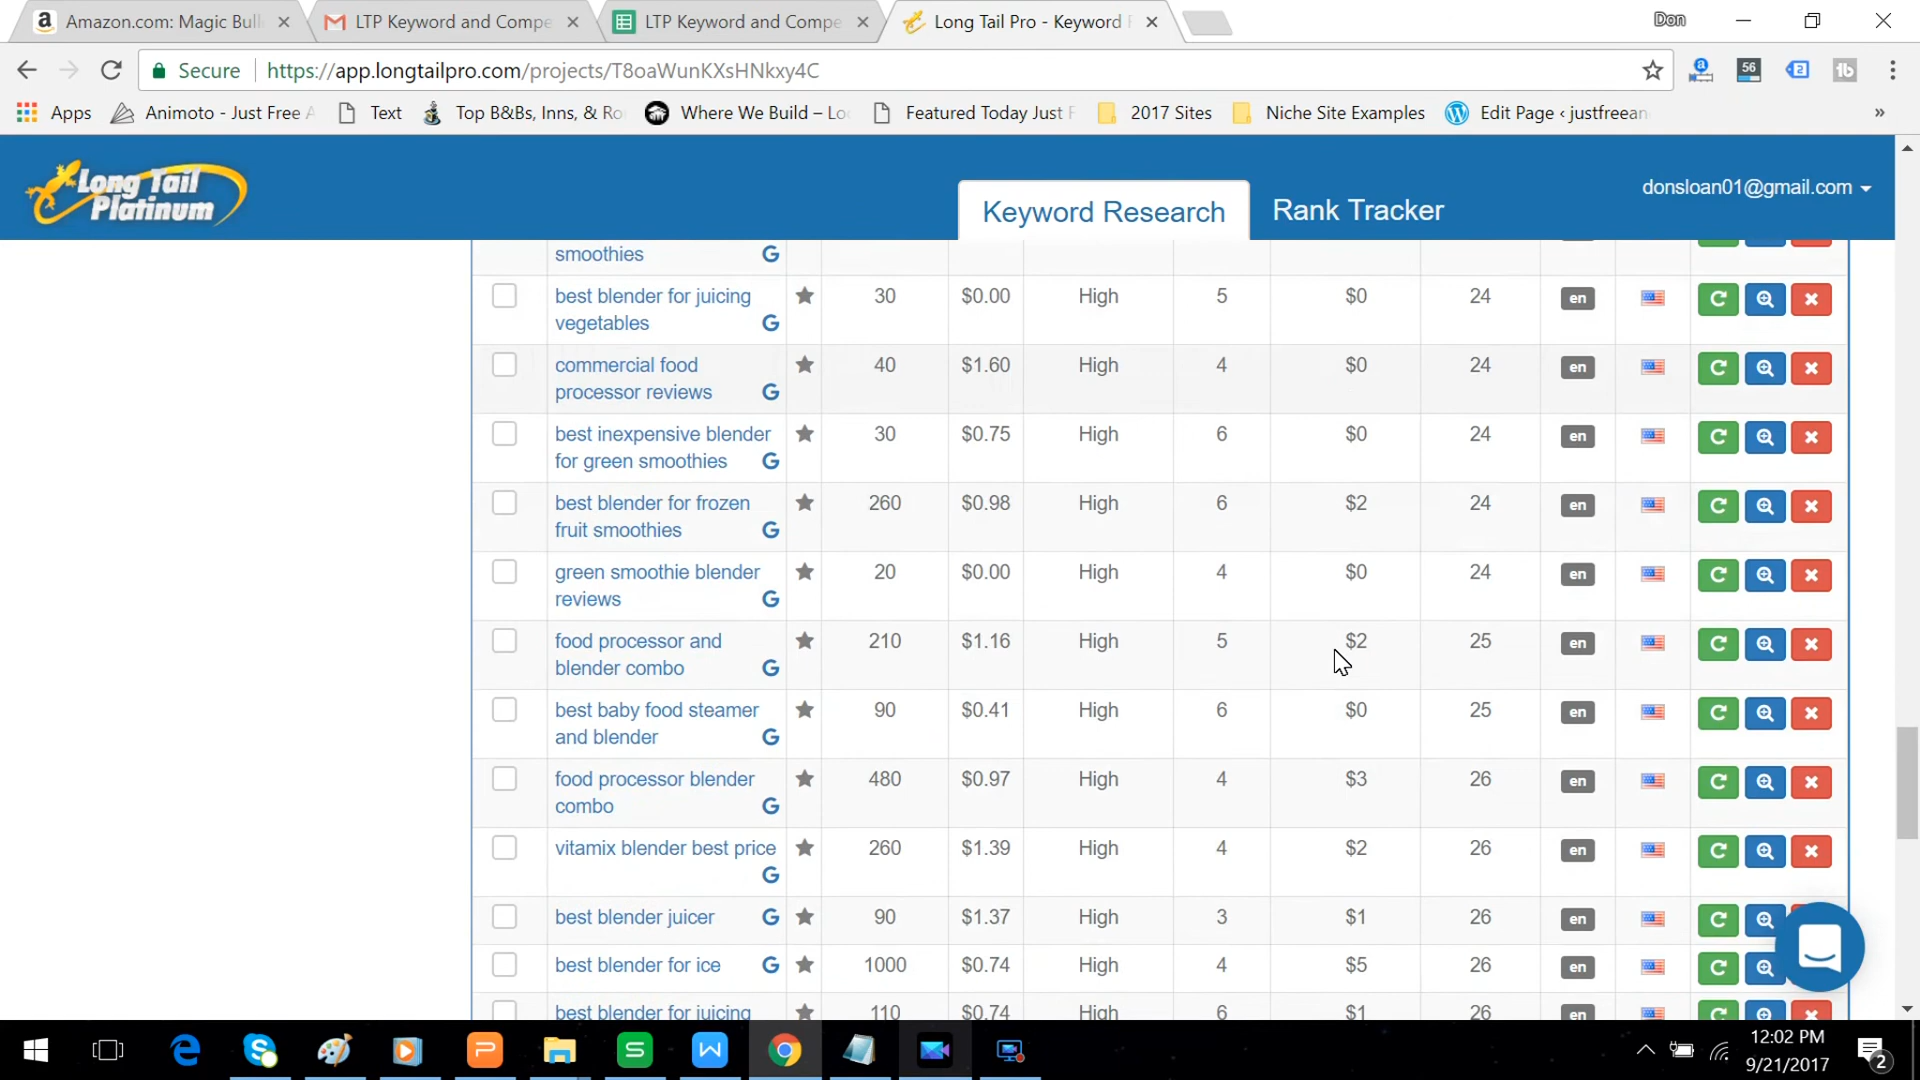 Amazon.com: Magic Bull
LTP Keyword and Compe
LTP Keyword and Compe
Long Tail Pro - Keyword R
Don
Secure
https://app.longtailpro.com/projects/T8oaWunKXsHNkxy4C
56
2
tb
Apps
Animoto - Just Free A
Text
Top B&Bs, Inns, & Ro
Where We Build – Lo
Featured Today Just F
2017 Sites
Niche Site Examples
Edit Page ‹ justfreean
»
Long Tail
Platinum
Keyword Research
Rank Tracker
donsloan01@gmail.com
smoothies
best blender for juicing
vegetables
30 $0.00 High 5 $0 24 en
commercial food
processor reviews
40 $1.60 High 4 $0 24 en
best inexpensive blender
for green smoothies
30 $0.75 High 6 $0 24 en
best blender for frozen
fruit smoothies
260 $0.98 High 6 $2 24 en
green smoothie blender
reviews
20 $0.00 High 4 $0 24 en
food processor and
blender combo
210 $1.16 High 5 $2 25 en
best baby food steamer
and blender
90 $0.41 High 6 $0 25 en
food processor blender
combo
480 $0.97 High 4 $3 26 en
vitamix blender best price
260 $1.39 High 4 $2 26 en
best blender juicer 90 $1.37 High 3 $1 26 en
best blender for ice 1000 $0.74 High 4 $5 26 en
best blender for juicing 110 $0.74 High 6 $1 26 en
12:02 PM
9/21/2017
2